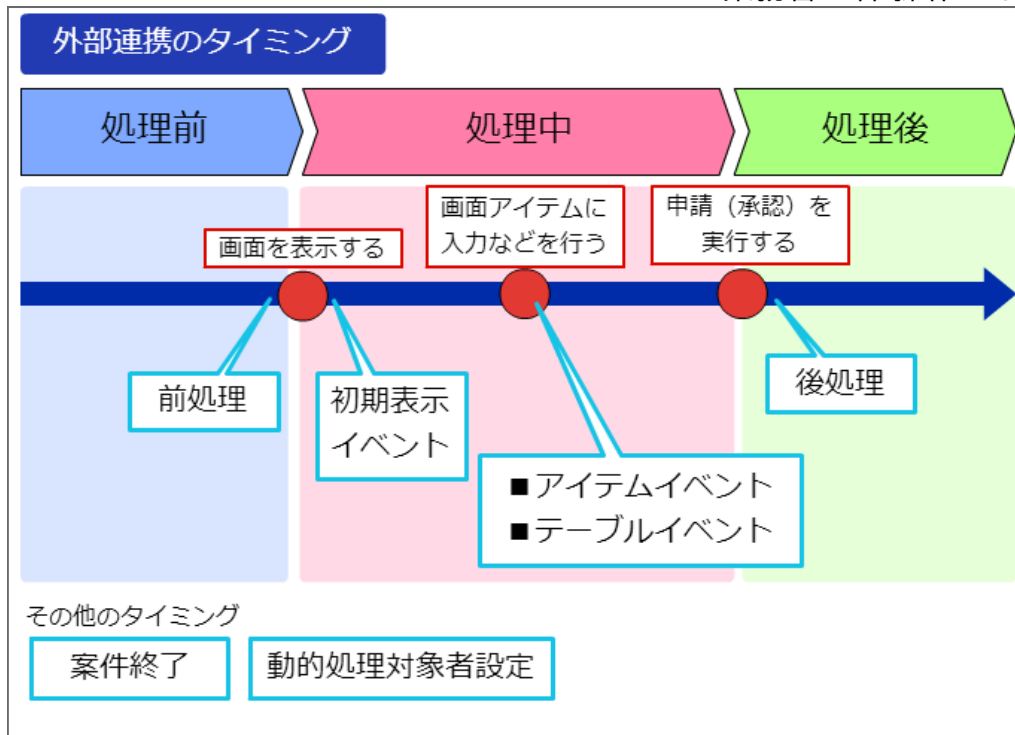 外部連携のタイミング
処理前
処理中
処理後
画面を表示する
画面アイテムに
入力などを行う
申請（承認）を
実行する
前処理
初期表示
イベント
■アイテムイベント
■テーブルイベント
後処理
その他のタイミング
案件終了
動的処理対象者設定